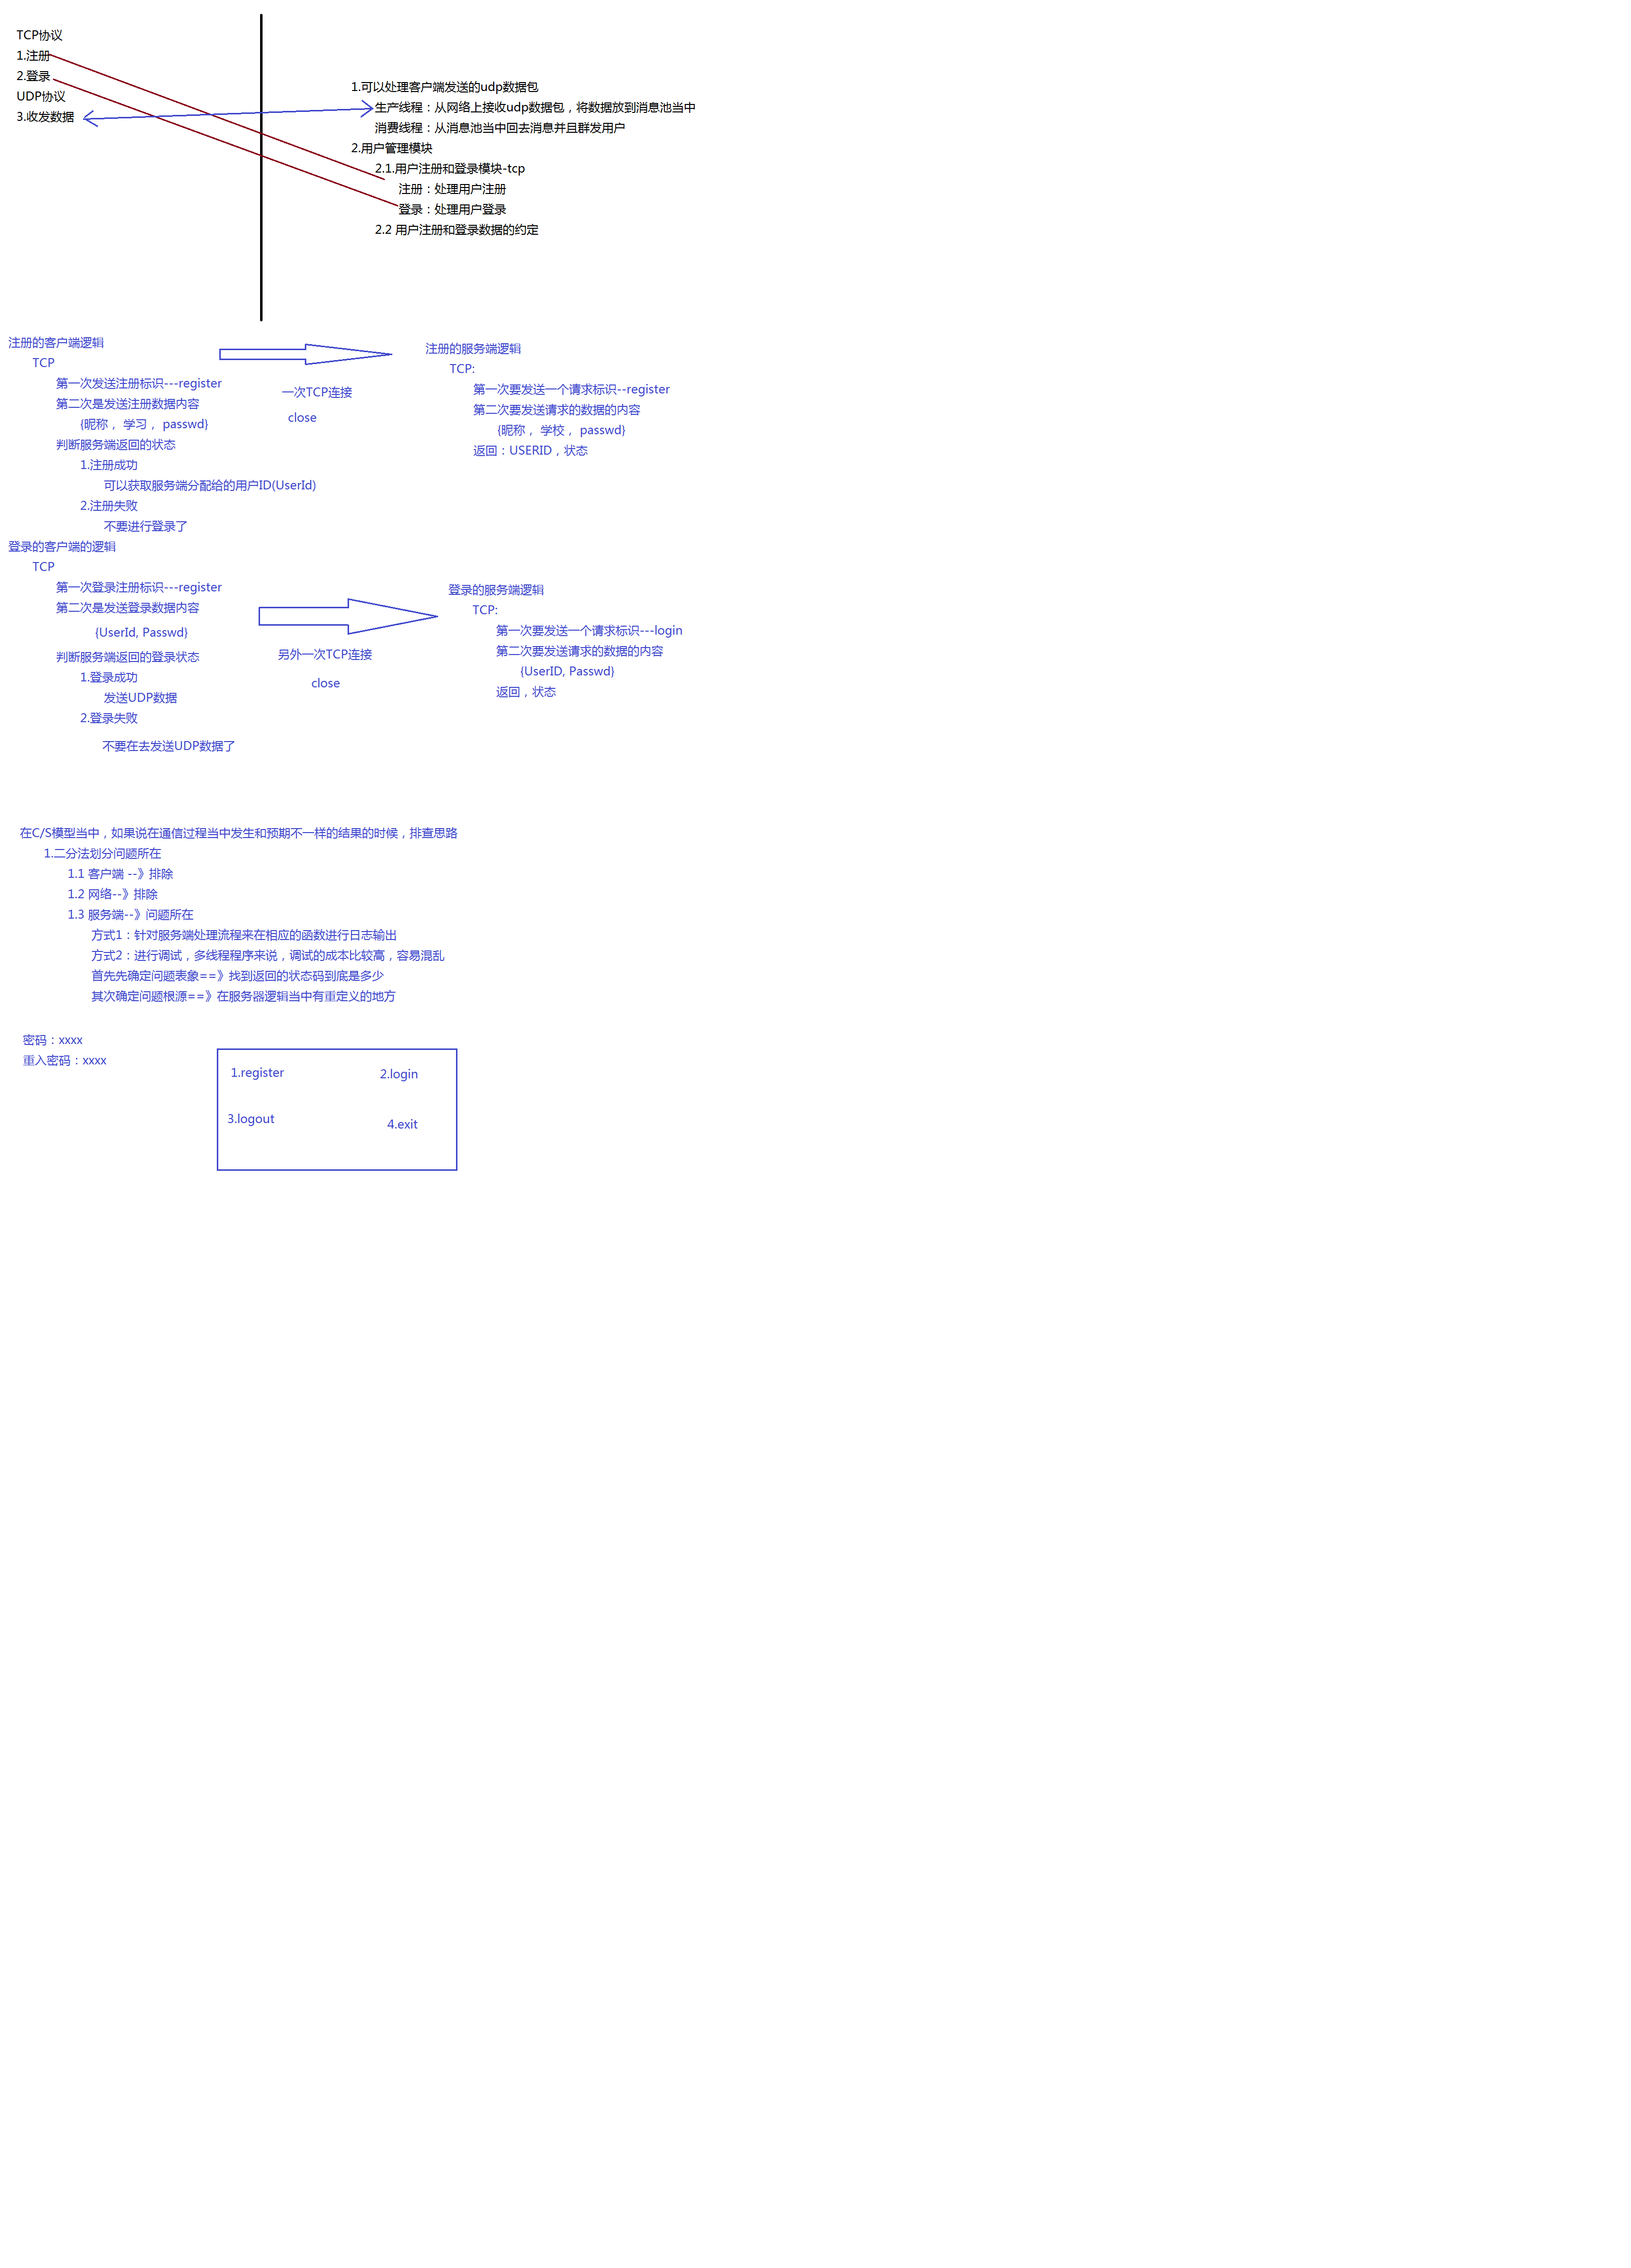 TCP协议
1.注册
2.登录
UDP协议
3.收发数据
1.可以处理客户端发送的udp数据包
生产线程：从网络上接收udp数据包，将数据放到消息池当中
消费线程：从消息池当中回去消息并且群发用户
2.用户管理模块
2.1.用户注册和登录模块-tcp
注册：处理用户注册
登录：处理用户登录
2.2 用户注册和登录数据的约定
注册的客户端逻辑
TCP
第一次发送注册标识---register
第二次是发送注册数据内容
{昵称， 学习， passwd}
判断服务端返回的状态
1.注册成功
可以获取服务端分配给的用户ID(UserId)
2.注册失败
不要进行登录了
一次TCP连接
close
注册的服务端逻辑
TCP:
第一次要发送一个请求标识--register
第二次要发送请求的数据的内容
{昵称， 学校， passwd}
返回：USERID，状态
登录的客户端的逻辑
TCP
第一次登录注册标识---register
第二次是发送登录数据内容
{UserId, Passwd}
判断服务端返回的登录状态
1.登录成功
发送UDP数据
2.登录失败
不要在去发送UDP数据了
另外一次TCP连接
close
登录的服务端逻辑
TCP:
第一次要发送一个请求标识---login
第二次要发送请求的数据的内容
{UserID, Passwd}
返回，状态
在C/S模型当中，如果说在通信过程当中发生和预期不一样的结果的时候，排查思路
1.二分法划分问题所在
1.1 客户端 --》排除
1.2 网络--》排除
1.3 服务端--》问题所在
方式1：针对服务端处理流程来在相应的函数进行日志输出
方式2：进行调试，多线程程序来说，调试的成本比较高，容易混乱
首先先确定问题表象==》找到返回的状态码到底是多少
其次确定问题根源==》在服务器逻辑当中有重定义的地方
密码：xxxx
重入密码：xxxx
1.register
2.login
3.logout
4.exit